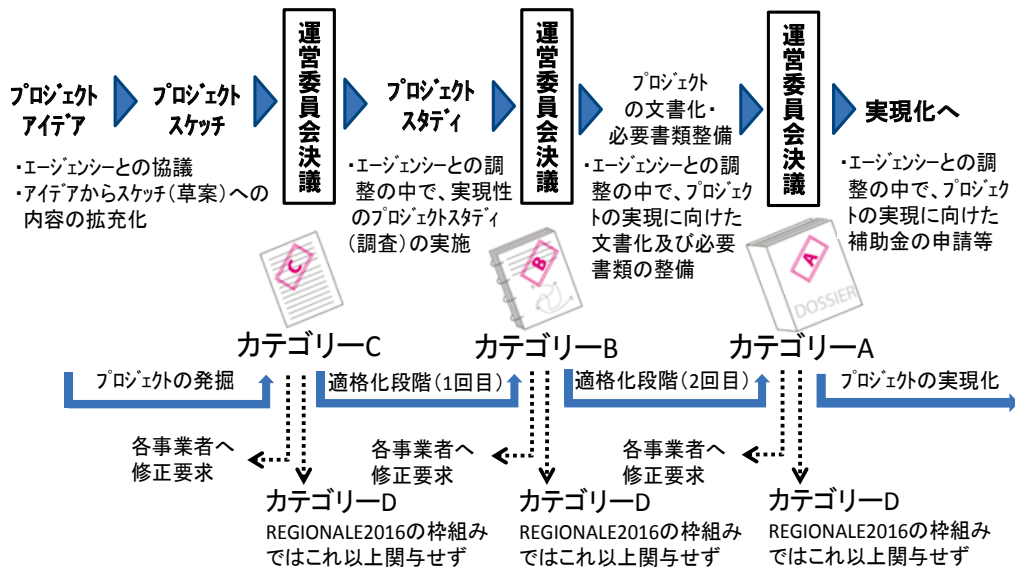 プロジェクト
アイデア
プロジェクト
スケッチ
・エージェンシーとの協議
・アイデアからスケッチ(草案)への
内容の拡充化
運営委員会決議
プロジェクト
スタディ
・エージェンシーとの調
整の中で、実現性
のプロジェクトスタディ
(調査)の実施
運営委員会決議
プロジェクト
の文書化・
必要書類整備
・エージェンシーとの調
整の中で、プロジェク
トの実現に向けた
文書化及び必要
書類の整備
運営委員会決議
実現化へ
・エージェンシーとの調
整の中で、プロジェク
トの実現に向けた
補助金の申請等
C
B
A
DOSSIER
カテゴリーC
カテゴリーB
カテゴリーA
プロジェクトの発掘
適格化段階(1回目)
適格化段階(2回目)
プロジェクトの実現化
各事業者へ
修正要求
各事業者へ
修正要求
各事業者へ
修正要求
カテゴリーD
REGIONALE2016の枠組み
ではこれ以上関与せず
カテゴリーD
REGIONALE2016の枠組み
ではこれ以上関与せず
カテゴリーD
REGIONALE2016の枠組み
ではこれ以上関与せず